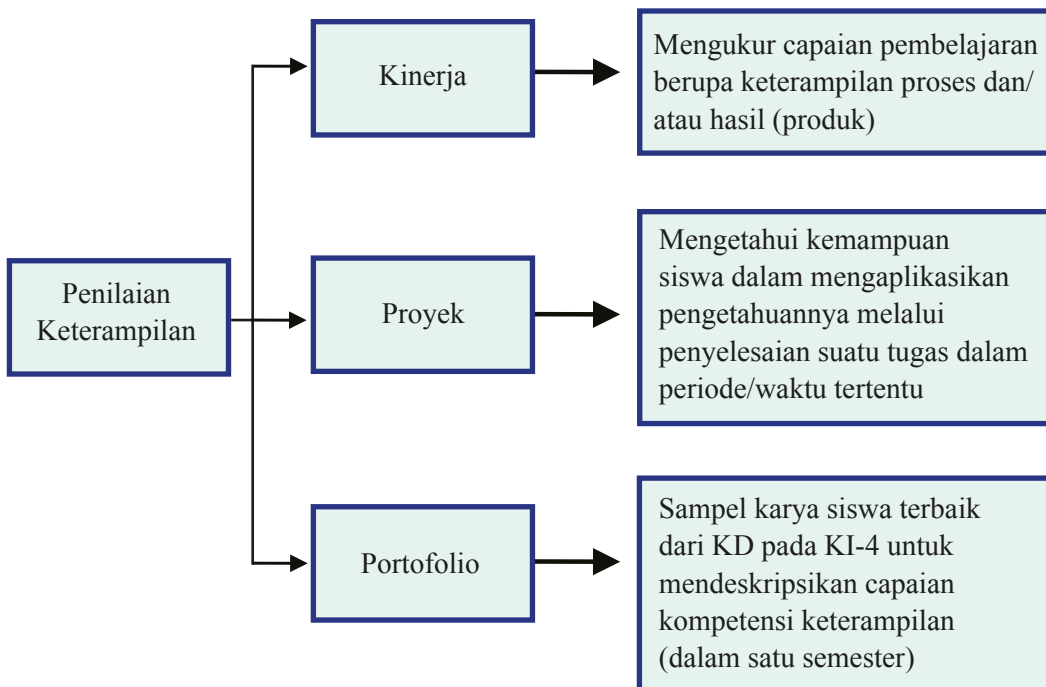 Kinerja
Mengukur capaian pembelajaran
berupa keterampilan proses dan/
atau hasil (produk)
Penilaian
Keterampilan
Proyek
Mengetahui kemampuan
siswa dalam mengaplikasikan
pengetahuannya melalui
penyelesaian suatu tugas dalam
periode/waktu tertentu
Portofolio
Sampel karya siswa terbaik
dari KD pada KI-4 untuk
mendeskripsikan capaian
kompetensi keterampilan
(dalam satu semester)